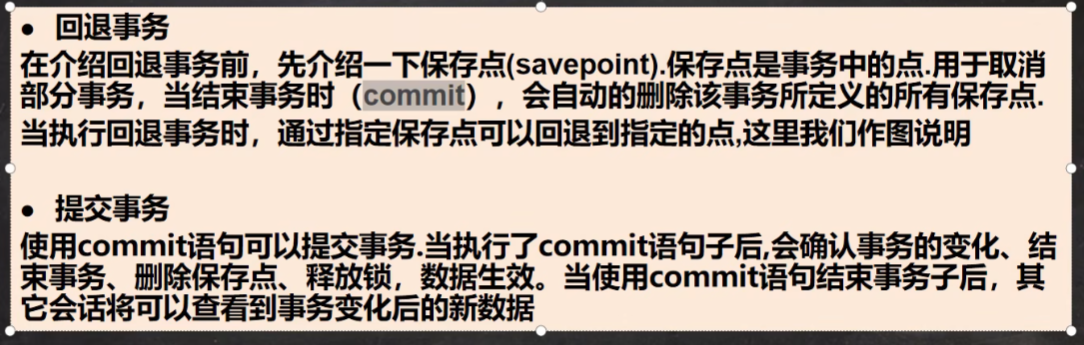 ● 回退事务
在介绍回退事务前，先介绍一下保存点(savepoint).保存点是事务中的点.用于取消
部分事务，当结束事务时（commit），会自动的删除该事务所定义的所有保存点.
当执行回退事务时，通过指定保存点可以回退到指定的点,这里我们作图说明
● 提交事务
使用commit语句可以提交事务.当执行了commit语句子后,会确认事务的变化、结
束事务、删除保存点、释放锁，数据生效。当使用commit语句结束事务子后，其
它会话将可以查看到事务变化后的新数据